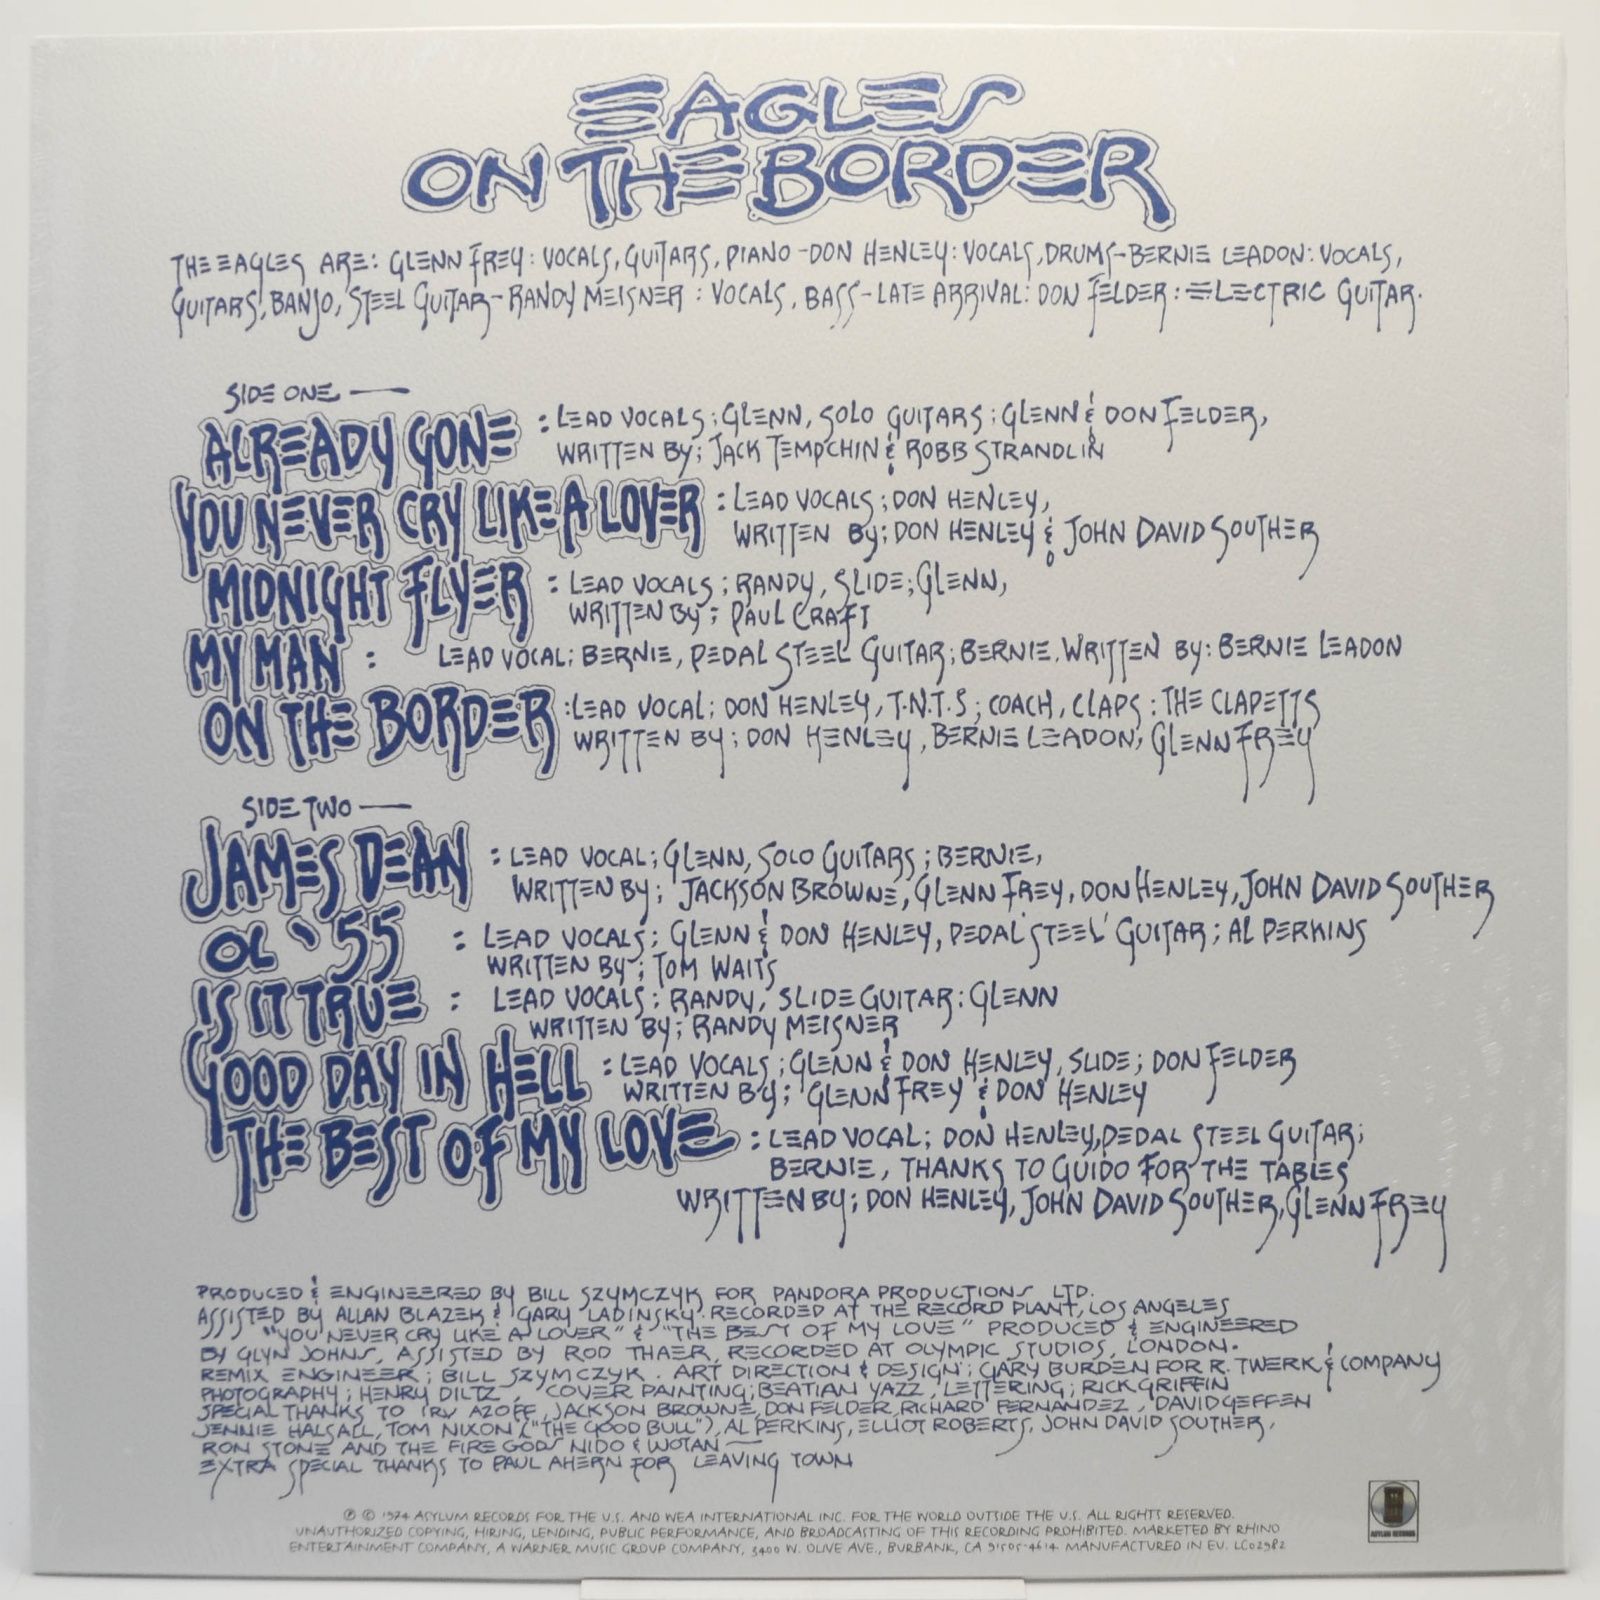 EAGLES
ON THE BORDER
THE EAGLES ARE: GLENN FREY: VOCALS, GUITARS, PIANO - DON HENLEY: VOCALS, DRUMS - BERNIE LEADON: VOCALS,
GUITARS, BANJO, STEEL GUITAR - RANDY MEISNER: VOCALS, BASS - LATE ARRIVAL: DON FELDER: ELECTRIC GUITAR.
SIDE ONE —
ALREADY GONE : LEAD VOCALS; GLENN, SOLO GUITARS; GLENN & DON FELDER,
WRITTEN BY; JACK TEMPCHIN & ROBB STRANDLIN
YOU NEVER CRY LIKE A LOVER : LEAD VOCALS; DON HENLEY,
WRITTEN BY; DON HENLEY & JOHN DAVID SOUTHER
MIDNIGHT FLYER : LEAD VOCALS; RANDY, SLIDE; GLENN,
WRITTEN BY; PAUL CRAFT
MY MAN : LEAD VOCAL; BERNIE, PEDAL STEEL GUITAR; BERNIE. WRITTEN BY: BERNIE LEADON
ON THE BORDER : LEAD VOCAL; DON HENLEY, T.N.T.S; COACH, CLAPS: THE CLAPETTS
WRITTEN BY; DON HENLEY, BERNIE LEADON, GLENN FREY
SIDE TWO —
JAMES DEAN : LEAD VOCAL; GLENN, SOLO GUITARS; BERNIE,
WRITTEN BY; JACKSON BROWNE, GLENN FREY, DON HENLEY, JOHN DAVID SOUTHER
OL '55 : LEAD VOCALS; GLENN & DON HENLEY, PEDAL STEEL GUITAR; AL PERKINS
WRITTEN BY; TOM WAITS
IS IT TRUE : LEAD VOCALS; RANDY, SLIDE GUITAR: GLENN
WRITTEN BY; RANDY MEISNER
GOOD DAY IN HELL : LEAD VOCALS; GLENN & DON HENLEY, SLIDE; DON FELDER
WRITTEN BY; GLENN FREY & DON HENLEY
THE BEST OF MY LOVE : LEAD VOCAL; DON HENLEY, PEDAL STEEL GUITAR;
BERNIE, THANKS TO GUIDO FOR THE TABLES
WRITTEN BY; DON HENLEY, JOHN DAVID SOUTHER, GLENN FREY
PRODUCED & ENGINEERED BY BILL SZYMCZYK FOR PANDORA PRODUCTIONS LTD.
ASSISTED BY ALLAN BLAZEK & GARY LADINSKY. RECORDED AT THE RECORD PLANT, LOS ANGELES
"YOU NEVER CRY LIKE A LOVER" & "THE BEST OF MY LOVE" PRODUCED & ENGINEERED
BY GLYN JOHNS, ASSISTED BY ROD THAER, RECORDED AT OLYMPIC STUDIOS, LONDON.
REMIX ENGINEER; BILL SZYMCZYK. ART DIRECTION & DESIGN; GARY BURDEN FOR R. TWERK & COMPANY
PHOTOGRAPHY; HENRY DILTZ, COVER PAINTING; BEATIAN YAZZ, LETTERING; RICK GRIFFIN
SPECIAL THANKS TO IRV AZOFF, JACKSON BROWNE, DON FELDER, RICHARD FERNANDEZ, DAVID GEFFEN
JENNIE HALSALL, TOM NIXON ("THE GOOD BULL"), AL PERKINS, ELLIOT ROBERTS, JOHN DAVID SOUTHER,
RON STONE AND THE FIRE GODS NIDO & WOTAN —
EXTRA SPECIAL THANKS TO PAUL AHERN FOR LEAVING TOWN
℗ © 1974 ASYLUM RECORDS FOR THE U.S. AND WEA INTERNATIONAL INC. FOR THE WORLD OUTSIDE THE U.S. ALL RIGHTS RESERVED.
UNAUTHORIZED COPYING, HIRING, LENDING, PUBLIC PERFORMANCE, AND BROADCASTING OF THIS RECORDING PROHIBITED. MARKETED BY RHINO
ENTERTAINMENT COMPANY, A WARNER MUSIC GROUP COMPANY, 3400 W. OLIVE AVE., BURBANK, CA 91505-4614 MANUFACTURED IN EU. LC02982
ASYLUM RECORDS